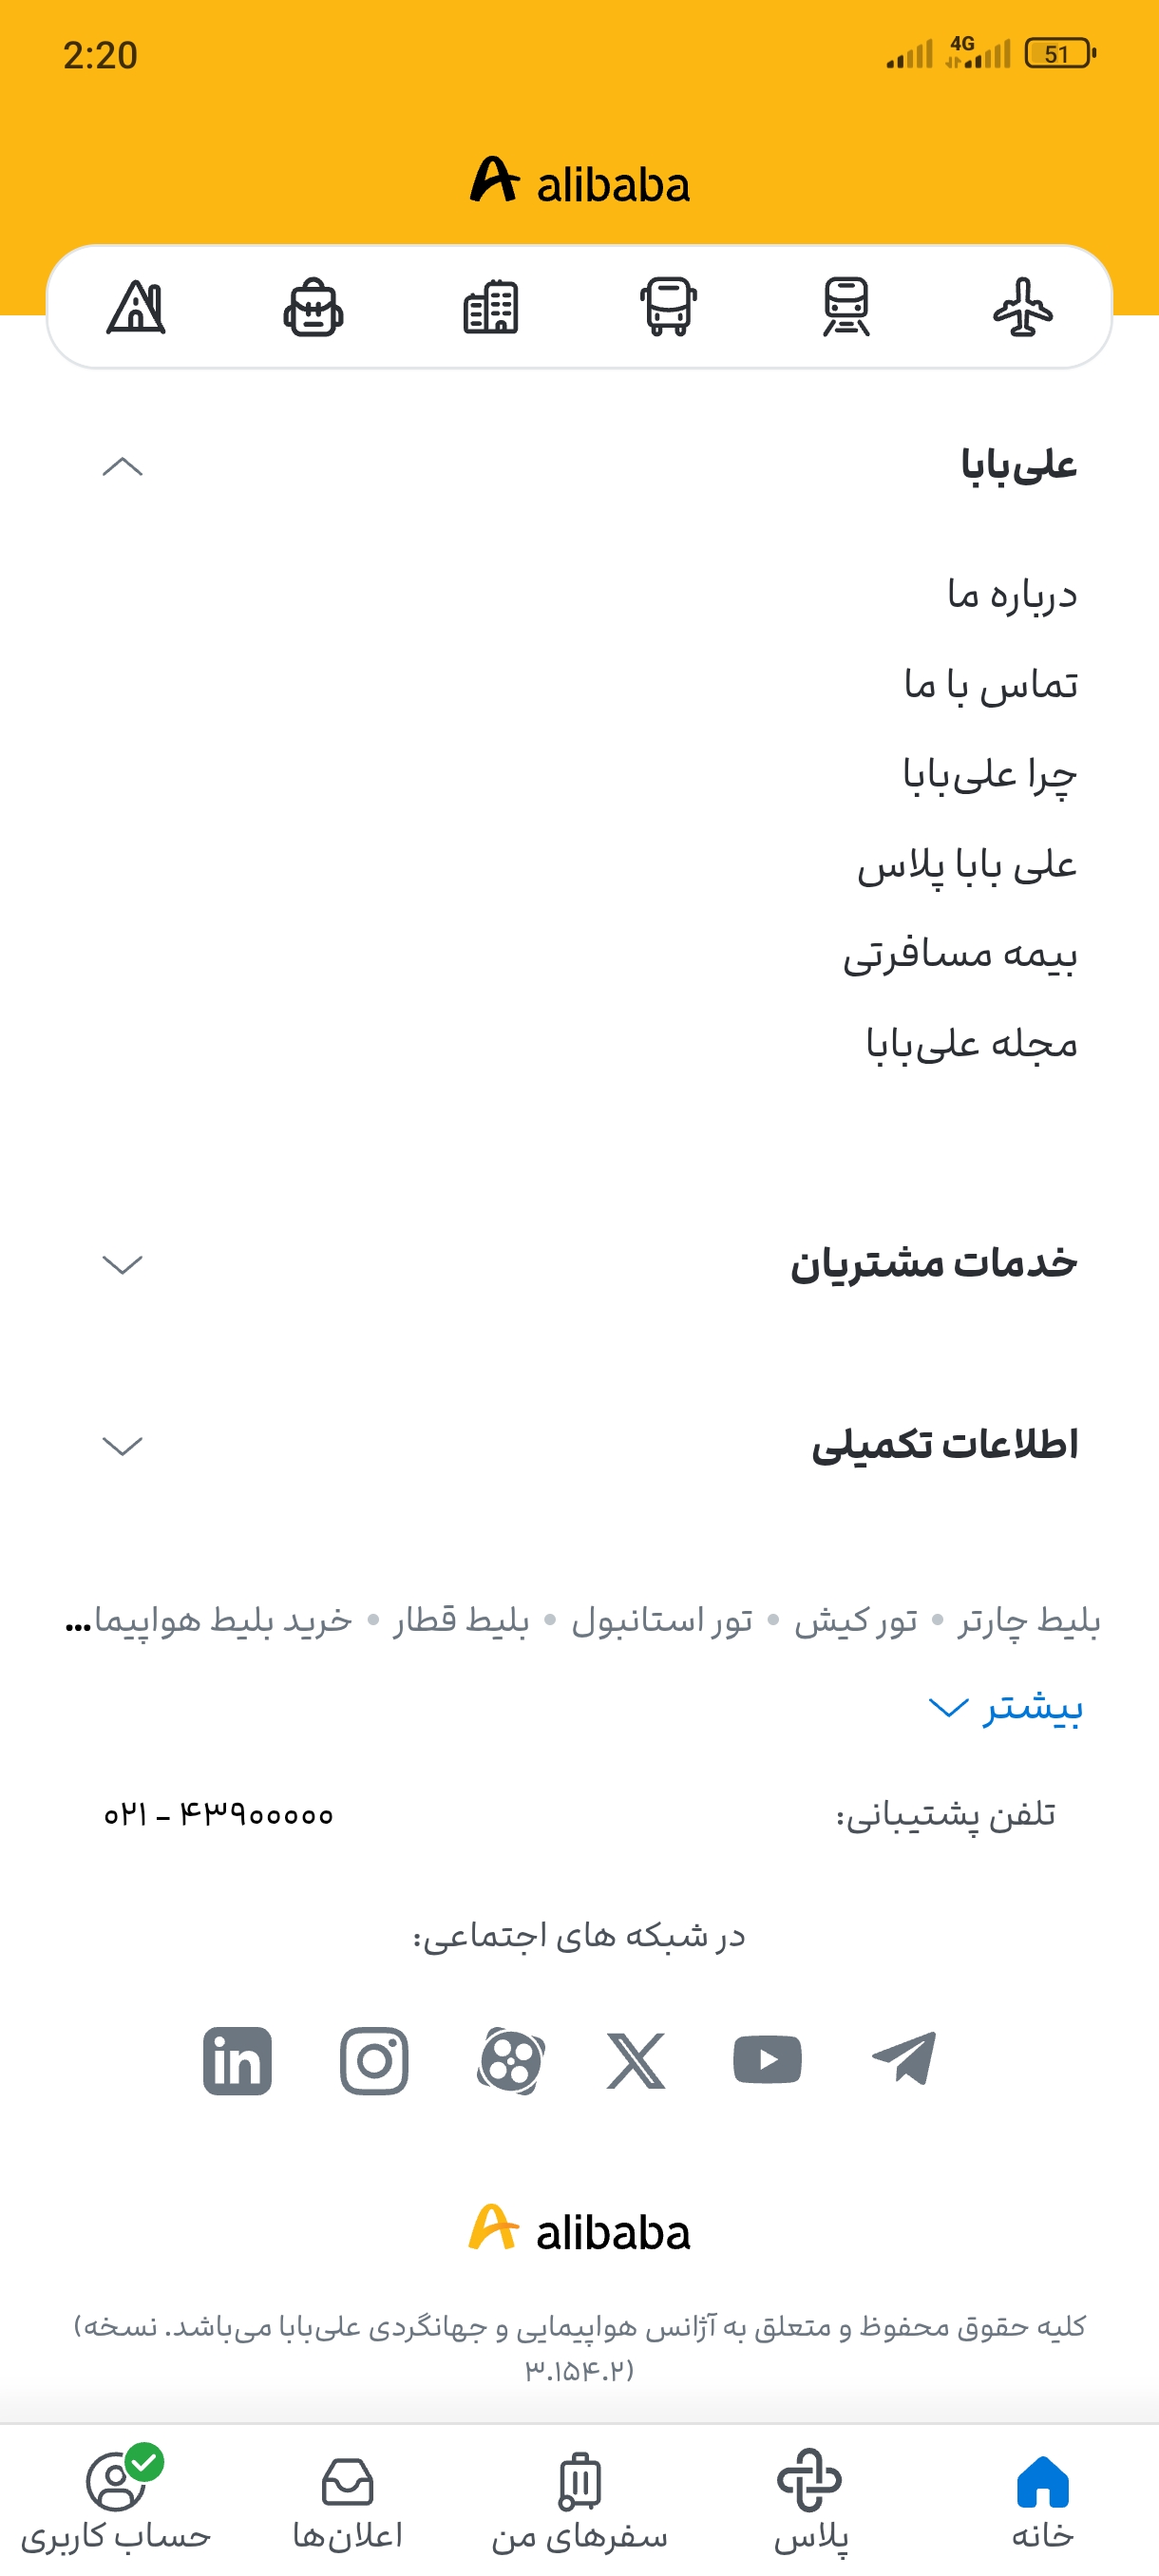 2:20
4G
51
alibaba
علی‌بابا
درباره ما
تماس با ما
چرا علی‌بابا
علی بابا پلاس
بیمه مسافرتی
مجله علی‌بابا
خدمات مشتریان
اطلاعات تکمیلی
بلیط چارتر • تور کیش • تور استانبول • بلیط قطار • خرید بلیط هواپیما...
بیشتر
تلفن پشتیبانی: ۰۲۱ - ۴۳۹۰۰۰۰۰
در شبکه های اجتماعی:
in
alibaba
کلیه حقوق محفوظ و متعلق به آژانس هواپیمایی و جهانگردی علی‌بابا می‌باشد. نسخه)
(۳.۱۵۴.۲
خانه
پلاس
سفرهای من
اعلان‌ها
حساب کاربری